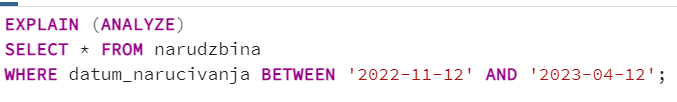 EXPLAIN (ANALYZE)
SELECT * FROM narudzbina
WHERE datum_narucivanja BETWEEN '2022-11-12' AND '2023-04-12';